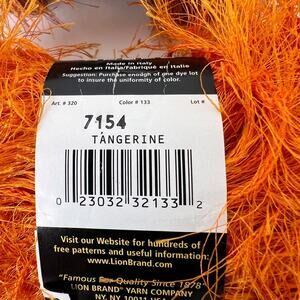 Made in Italy
Hecho en Italia/Fabriqué en Italie
Suggestion: Purchase enough of one dye lot
to insure the uniformity of color.
Art. # 320 Color # 133 Lot #
7154
TANGERINE
0 23032 32133 2
Visit our Website for hundreds of
free patterns and useful information.
www.LionBrand.com
"Famous For Quality Since 1878"
LION BRAND® YARN COMPANY
NY, NY 10011 USA